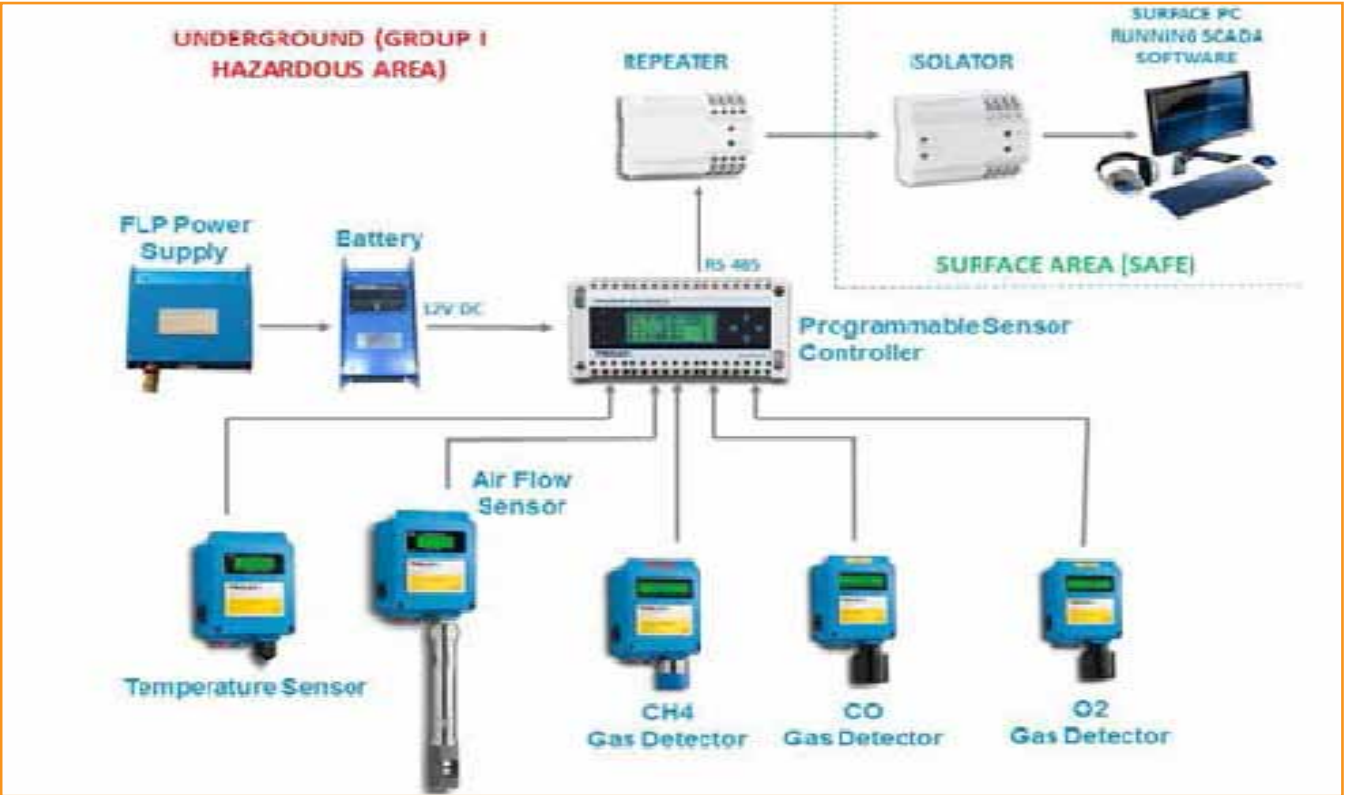 UNDERGROUND (GROUP I
HAZARDOUS AREA)
REPEATER
ISOLATOR
SURFACE PC
RUNNING SCADA
SOFTWARE
FLP Power
Supply
Battery
12V DC
RS 485
SURFACE AREA (SAFE)
Programmable Sensor
Controller
Air Flow
Sensor
Temperature Sensor
CH4
Gas Detector
CO
Gas Detector
O2
Gas Detector